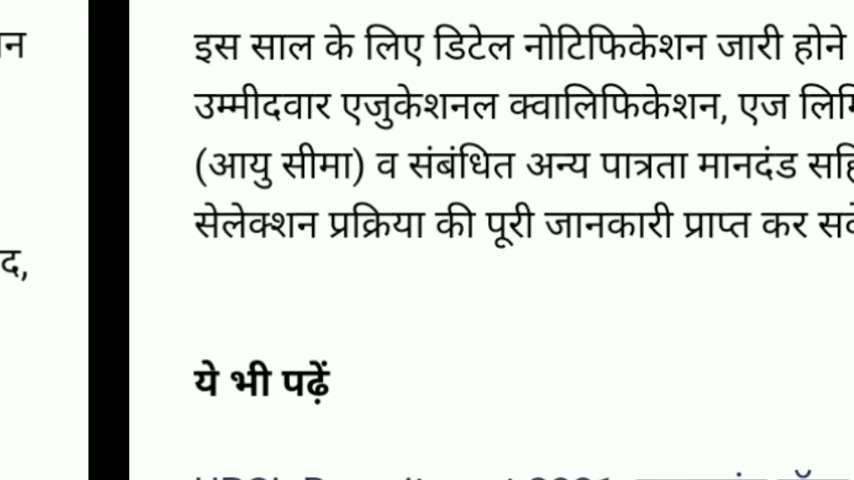 न
द,
इस साल के लिए डिटेल नोटिफिकेशन जारी होने
उम्मीदवार एजुकेशनल क्वालिफिकेशन, एज
(आयु सीमा) व संबंधित अन्य पात्रता मानदंड
सेलेक्शन प्रक्रिया की पूरी जानकारी प्राप्त कर
ये भी पढ़ें